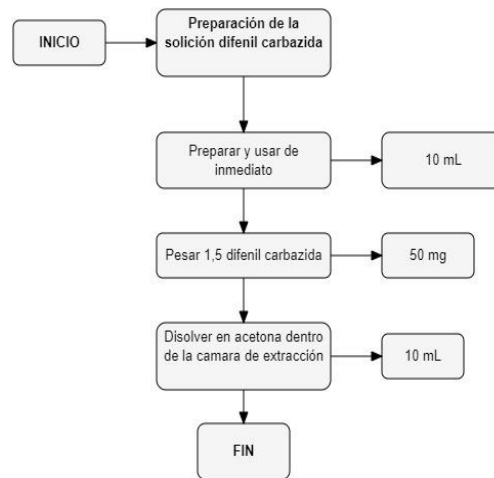 INICIO
Preparación de la
solición difenil carbazida
Preparar y usar de
inmediato
10 mL
Pesar 1,5 difenil carbazida
50 mg
Disolver en acetona dentro
de la camara de extracción
10 mL
FIN